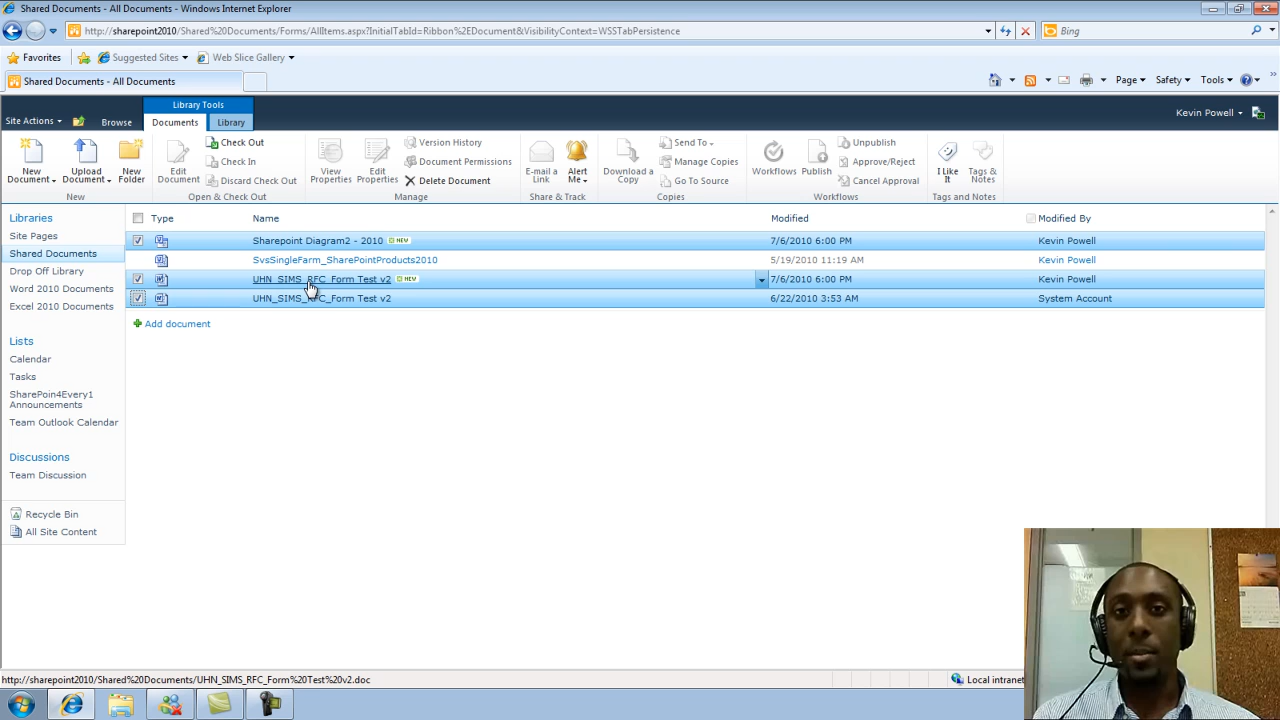 Shared Documents - All Documents - Windows Internet Explorer
http://sharepoint2010/Shared%20Documents/Forms/AllItems.aspx?InitialTabId=Ribbon%2EDocument&VisibilityContext=WSSTabPersistence
Bing
Favorites
Suggested Sites
Web Slice Gallery
Shared Documents - All Documents
Page
Safety
Tools
Library Tools
Site Actions
Browse
Documents
Library
Kevin Powell
New Document
Upload Document
New Folder
New
Edit Document
Check Out
Check In
Discard Check Out
Open & Check Out
View Properties
Edit Properties
Version History
Document Permissions
Delete Document
Manage
E-mail a Link
Alert Me
Share & Track
Download a Copy
Send To
Manage Copies
Go To Source
Copies
Workflows
Publish
Unpublish
Approve/Reject
Cancel Approval
Workflows
I Like It
Tags & Notes
Tags and Notes
Libraries
Site Pages
Shared Documents
Drop Off Library
Word 2010 Documents
Excel 2010 Documents
Lists
Calendar
Tasks
SharePoin4Every1 Announcements
Team Outlook Calendar
Discussions
Team Discussion
Recycle Bin
All Site Content
Type Name Modified Modified By
Sharepoint Diagram2 - 2010 NEW 7/6/2010 6:00 PM Kevin Powell
SvsSingleFarm_SharePointProducts2010 5/19/2010 11:19 AM Kevin Powell
UHN_SIMS_RFC_Form Test v2 NEW 7/6/2010 6:00 PM Kevin Powell
UHN_SIMS_RFC_Form Test v2 6/22/2010 3:53 AM System Account
Add document
http://sharepoint2010/Shared%20Documents/UHN_SIMS_RFC_Form%20Test%20v2.doc
Local intranet